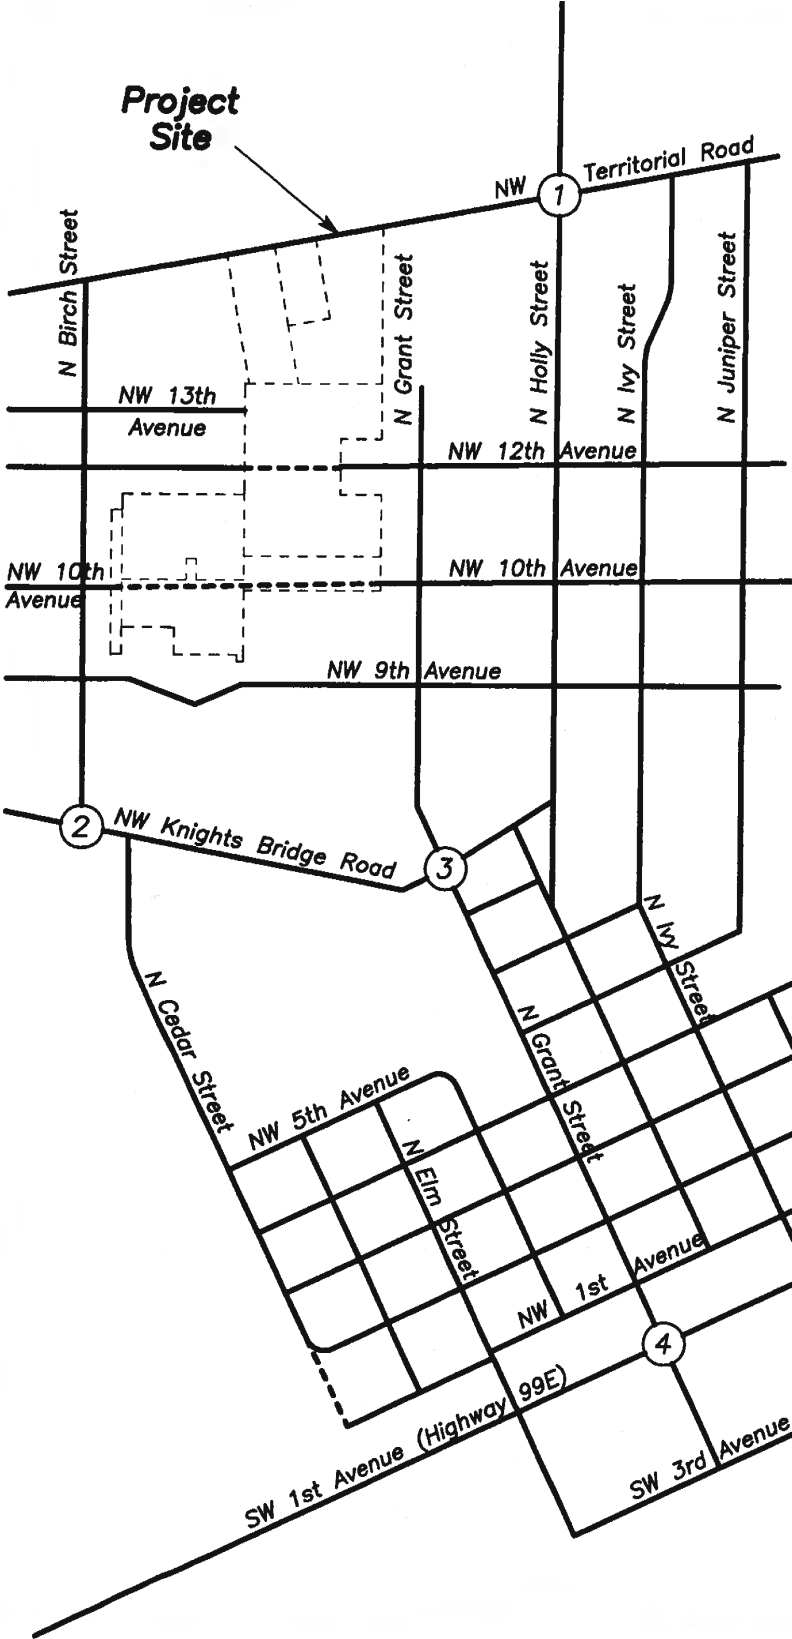 Project
Site
NW
1
Territorial Road
N Birch Street
N Grant Street
N Holly Street
N Ivy Street
N Juniper Street
NW 13th
Avenue
NW 12th Avenue
NW 10th
Avenue
NW 10th Avenue
NW 9th Avenue
2
NW Knights Bridge Road
3
N Ivy Street
N Cedar Street
N Grant Street
NW 5th Avenue
N Elm Street
NW 1st Avenue
4
SW 1st Avenue (Highway 99E)
SW 3rd Avenue